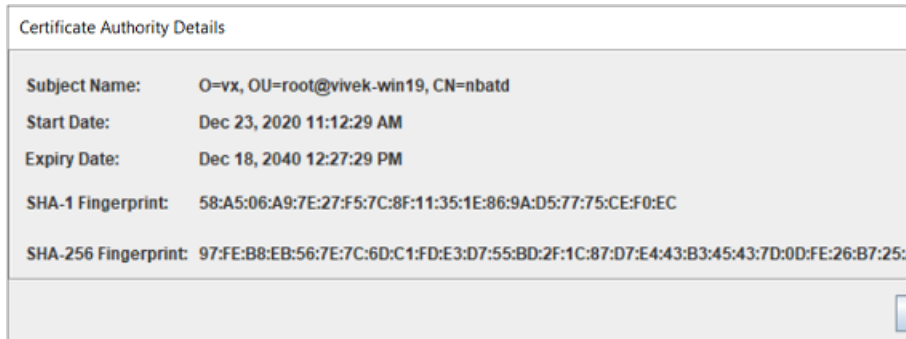 Certificate Authority Details
Subject Name: O=vx, OU=root@vivek-win19, CN=nbatd
Start Date: Dec 23, 2020 11:12:29 AM
Expiry Date: Dec 18, 2040 12:27:29 PM
SHA-1 Fingerprint: 58:A5:06:A9:7E:27:F5:7C:8F:11:35:1E:86:9A:D5:77:75:CE:F0:EC
SHA-256 Fingerprint: 97:FE:B8:EB:56:7E:7C:6D:C1:FD:E3:D7:55:BD:2F:1C:87:D7:E4:43:B3:45:43:7D:0D:FE:26:B7:25: